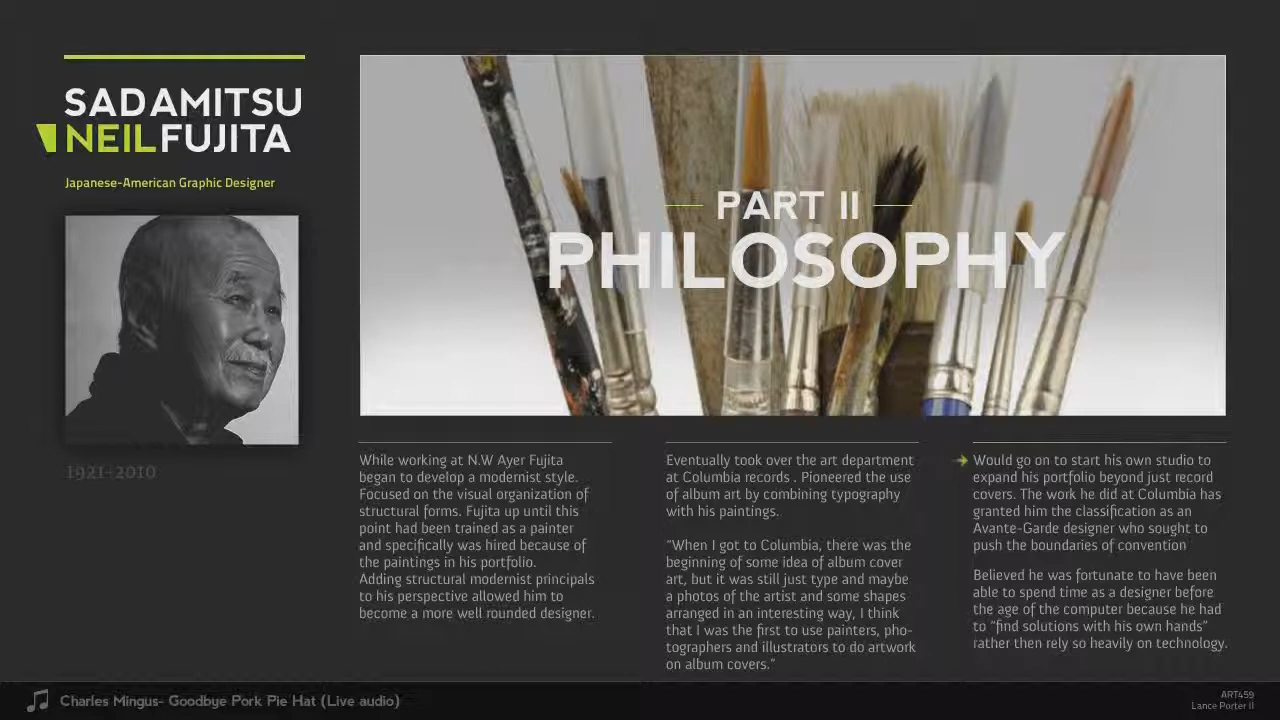 SADAMITSU
NEILFUJITA
Japanese-American Graphic Designer
1921-2010
PART II
PHILOSOPHY
While working at N.W Ayer Fujita
began to develop a modernist style.
Focused on the visual organization of
structural forms. Fujita up until this
point had been trained as a painter
and specifically was hired because of
the paintings in his portfolio.
Adding structural modernist principals
to his perspective allowed him to
become a more well rounded designer.
Eventually took over the art department
at Columbia records . Pioneered the use
of album art by combining typography
with his paintings.
“When I got to Columbia, there was the
beginning of some idea of album cover
art, but it was still just type and maybe
a photos of the artist and some shapes
arranged in an interesting way, I think
that I was the first to use painters, pho-
tographers and illustrators to do artwork
on album covers.”
Would go on to start his own studio to
expand his portfolio beyond just record
covers. The work he did at Columbia has
granted him the classification as an
Avante-Garde designer who sought to
push the boundaries of convention
Believed he was fortunate to have been
able to spend time as a designer before
the age of the computer because he had
to “find solutions with his own hands”
rather then rely so heavily on technology.
Charles Mingus- Goodbye Pork Pie Hat (Live audio)
ART459
Lance Porter II